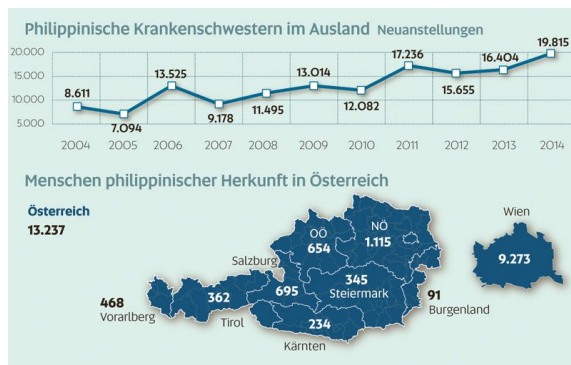 Philippinische Krankenschwestern im Ausland Neuanstellungen
20.000
15.000
10.000
5.000
8.611
7.094
13.525
9.178
11.495
13.014
12.082
17.236
15.655
16.404
19.815
2004 2005 2006 2007 2008 2009 2010 2011 2012 2013 2014
Menschen philippinischer Herkunft in Österreich
Österreich
13.237
Wien
9.273
OÖ
654
NÖ
1.115
Salzburg
695
345
Steiermark
91
Burgenland
468
Vorarlberg
362
Tirol
234
Kärnten